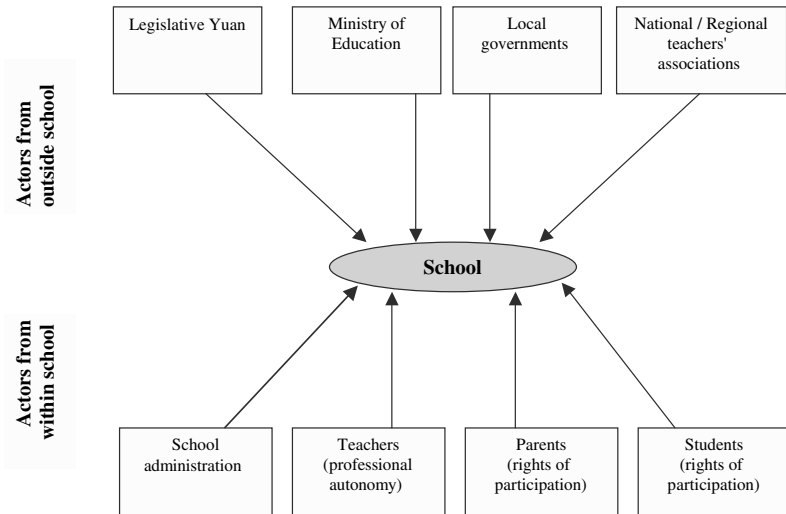 Legislative Yuan
Ministry of
Education
Local
governments
National / Regional
teachers'
associations
Actors from
outside school
School
Actors from
within school
School
administration
Teachers
(professional
autonomy)
Parents
(rights of
participation)
Students
(rights of
participation)